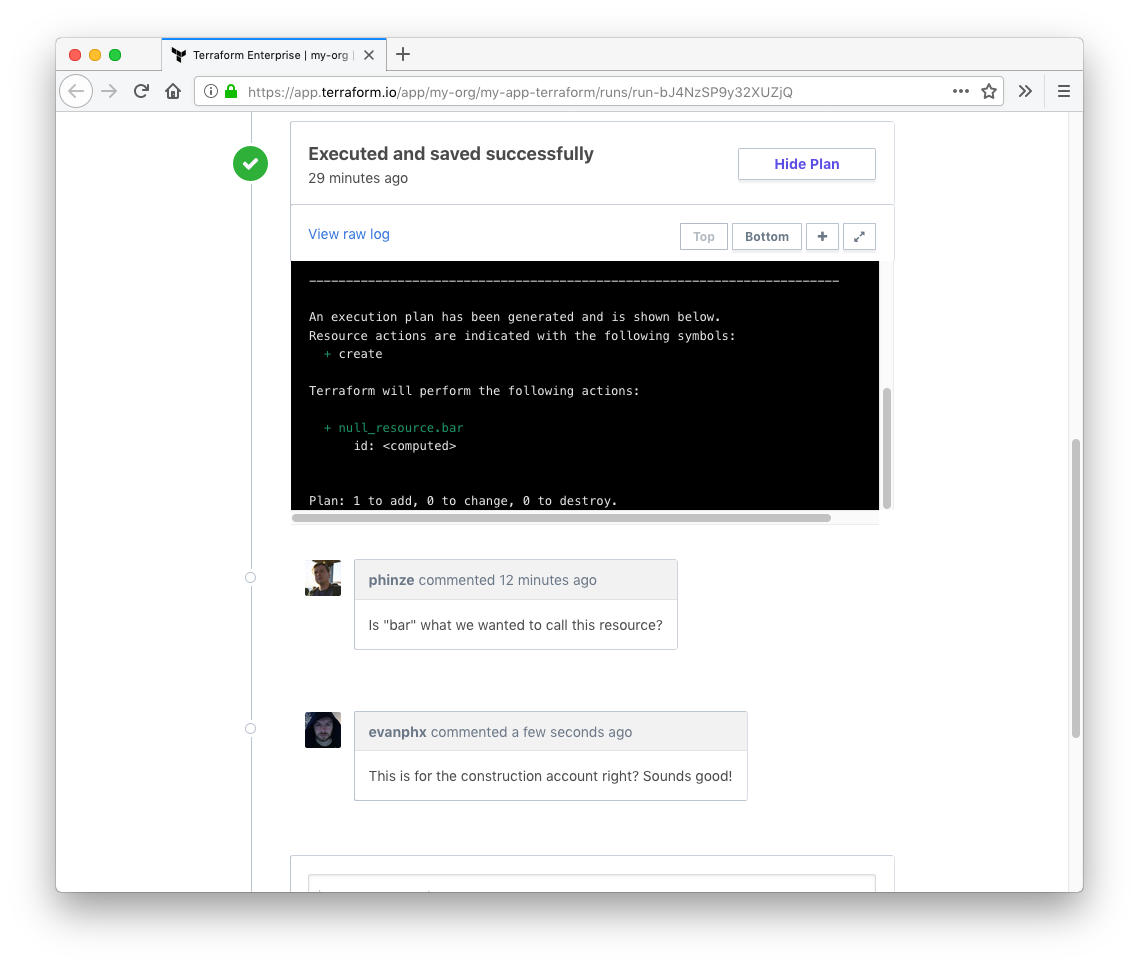 Terraform Enterprise | my-org |
https://app.terraform.io/app/my-org/my-app-terraform/runs/run-bJ4NzSP9y32XUZjQ
Executed and saved successfully
29 minutes ago
Hide Plan
View raw log
Top
Bottom
An execution plan has been generated and is shown below.
Resource actions are indicated with the following symbols:
+ create
Terraform will perform the following actions:
+ null_resource.bar
id: <computed>
Plan: 1 to add, 0 to change, 0 to destroy.
phinze commented 12 minutes ago
Is "bar" what we wanted to call this resource?
evanphx commented a few seconds ago
This is for the construction account right? Sounds good!